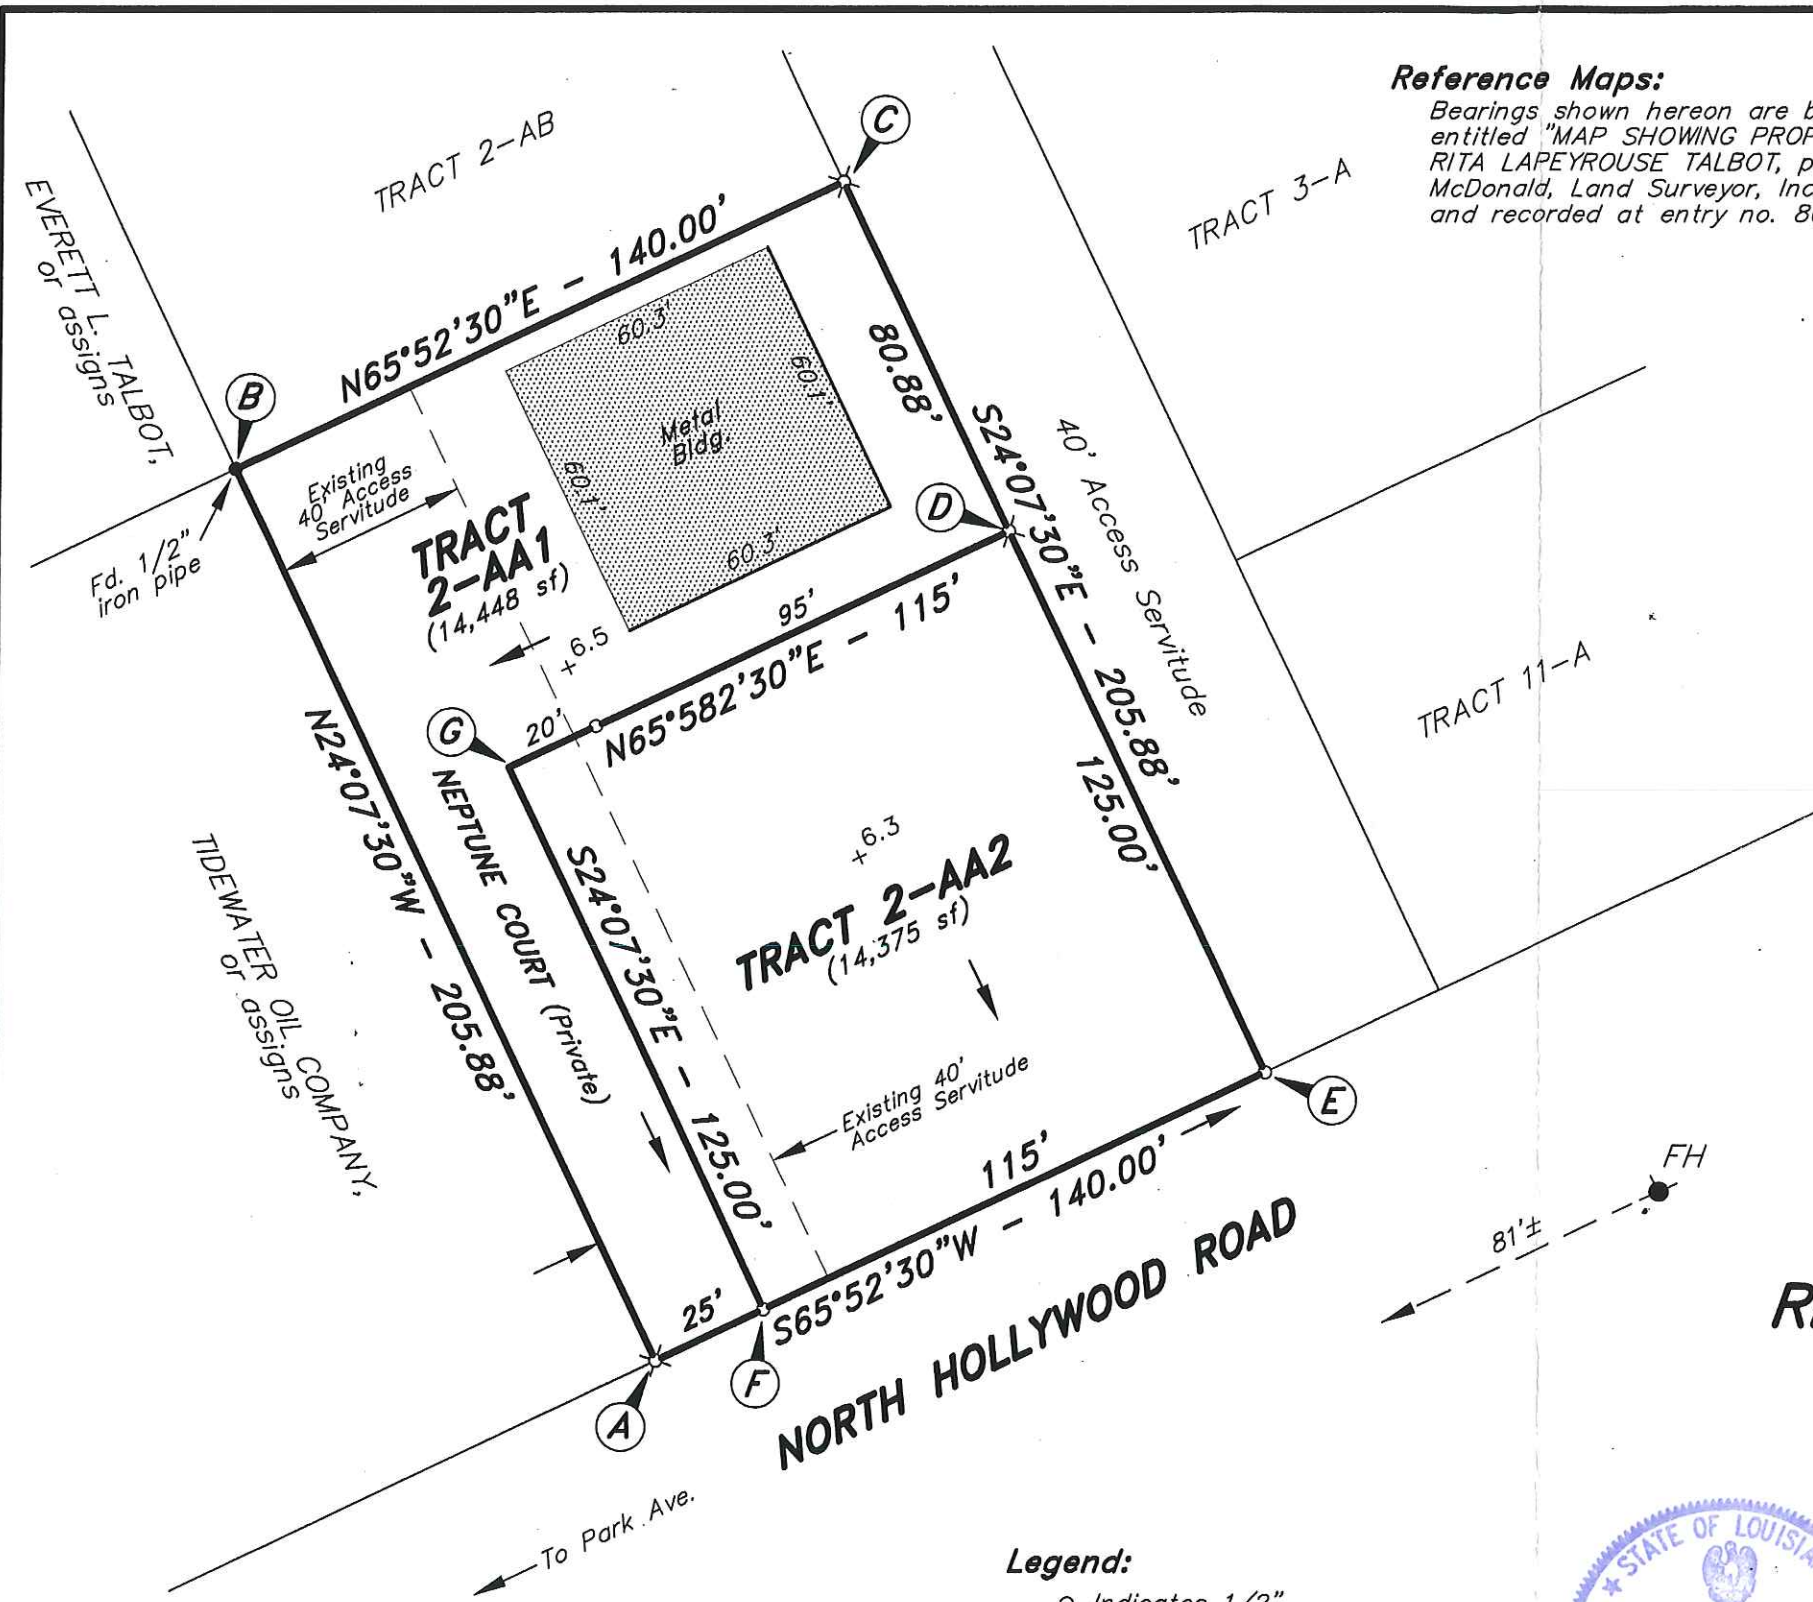 Reference Maps:
Bearings shown hereon are b
entitled "MAP SHOWING PROP
RITA LAPEYROUSE TALBOT, p
McDonald, Land Surveyor, Inc
and recorded at entry no. 8
TRACT 2-AB
C
TRACT 3-A
EVERETT L. TALBOT,
or assigns
N65°52'30"E - 140.00'
B
60.3'
60.1'
Metal
Bldg.
60.1'
60.3'
80.88'
S24°07'30"E - 205.88'
40' Access Servitude
D
Existing
40' Access
Servitude
Fd. 1/2"
iron pipe
TRACT
2-AA1
(14,448 sf)
+6.5
95'
N65°582'30"E - 115'
20'
G
TRACT 11-A
N24°07'30"W - 205.88'
NEPTUNE COURT (Private)
S24°07'30"E - 125.00'
125.00'
+6.3
TRACT 2-AA2
(14,375 sf)
TIDEWATER OIL COMPANY,
or assigns
Existing 40'
Access Servitude
E
115'
S65°52'30"W - 140.00'
25'
FH
81'±
R
NORTH HOLLYWOOD ROAD
F
A
To Park Ave.
Legend:
Indicates 1/2"
STATE OF LOUISIA